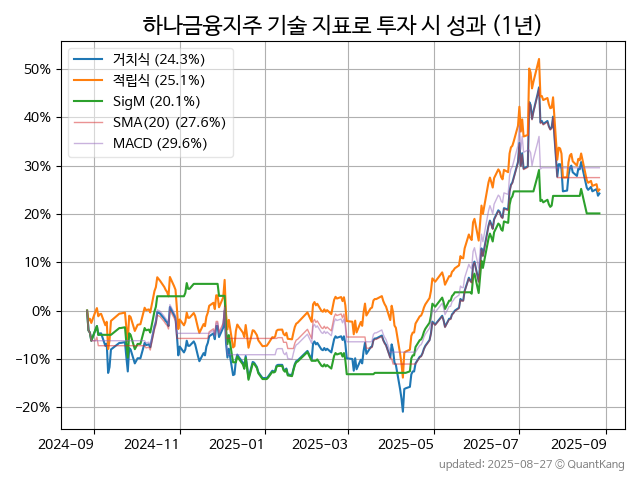 하나금융지주 기술 지표로 투자 시 성과 (1년)
거치식 (24.3%)
적립식 (25.1%)
SigM (20.1%)
SMA(20) (27.6%)
MACD (29.6%)
50%
40%
30%
20%
10%
0%
−10%
−20%
2024-09 2024-11 2025-01 2025-03 2025-05 2025-07 2025-09
updated: 2025-08-27 © QuantKang